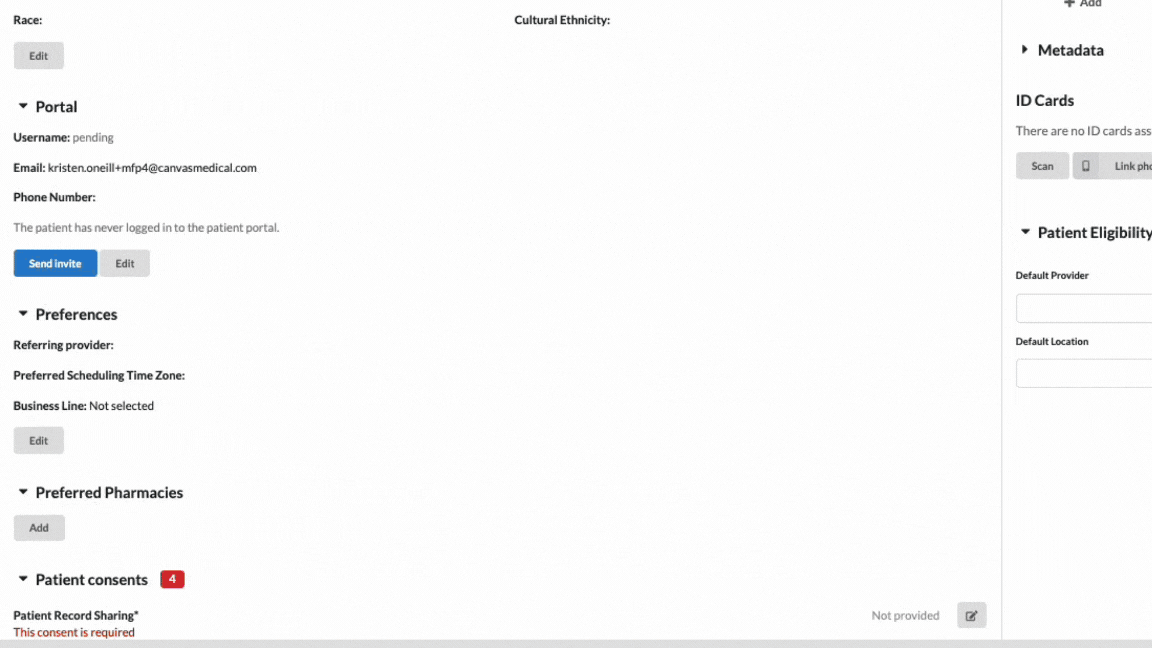 Race:
Cultural Ethnicity:
Edit
Portal
Username: pending
Email: kristen.oneill+mfp4@canvasmedical.com
Phone Number:
The patient has never logged in to the patient portal.
Send invite
Edit
Preferences
Referring provider:
Preferred Scheduling Time Zone:
Business Line: Not selected
Edit
Preferred Pharmacies
Add
Patient consents 4
Patient Record Sharing*
Not provided
This consent is required
Add
Metadata
ID Cards
There are no ID cards ass
Scan
Link pho
Patient Eligibility
Default Provider
Default Location